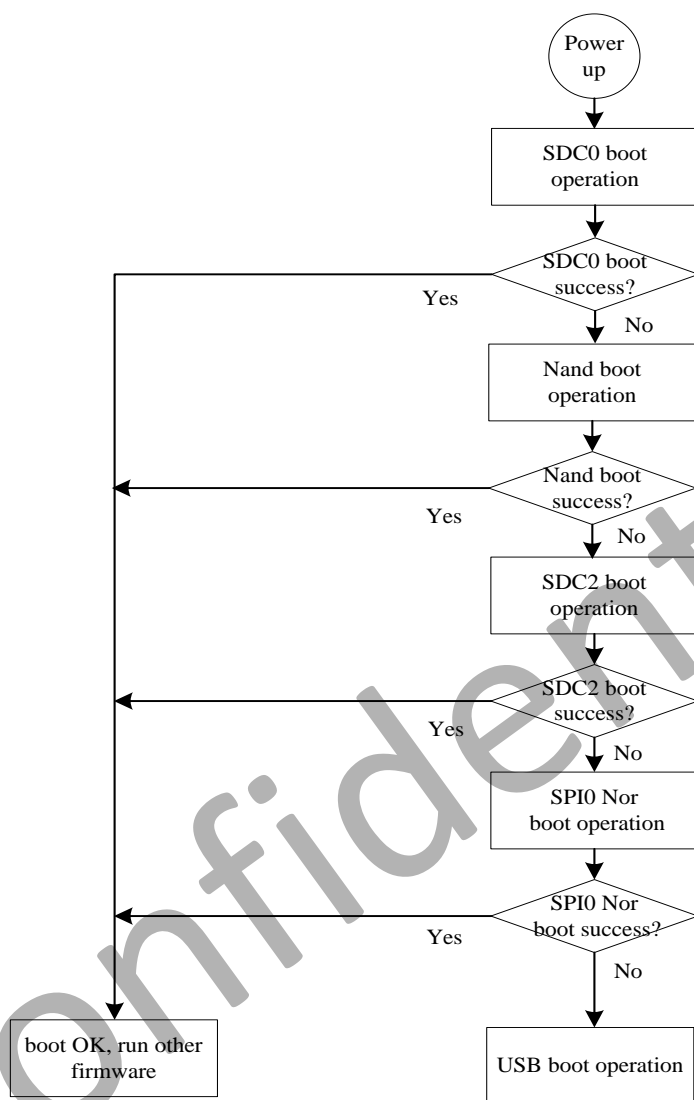 Power
up
SDC0 boot
operation
SDC0 boot
success?
Yes
No
Nand boot
operation
Nand boot
success?
Yes
No
SDC2 boot
operation
SDC2 boot
success?
Yes
No
SPI0 Nor
boot operation
SPI0 Nor
boot success?
Yes
No
boot OK, run other
firmware
USB boot operation
onfident